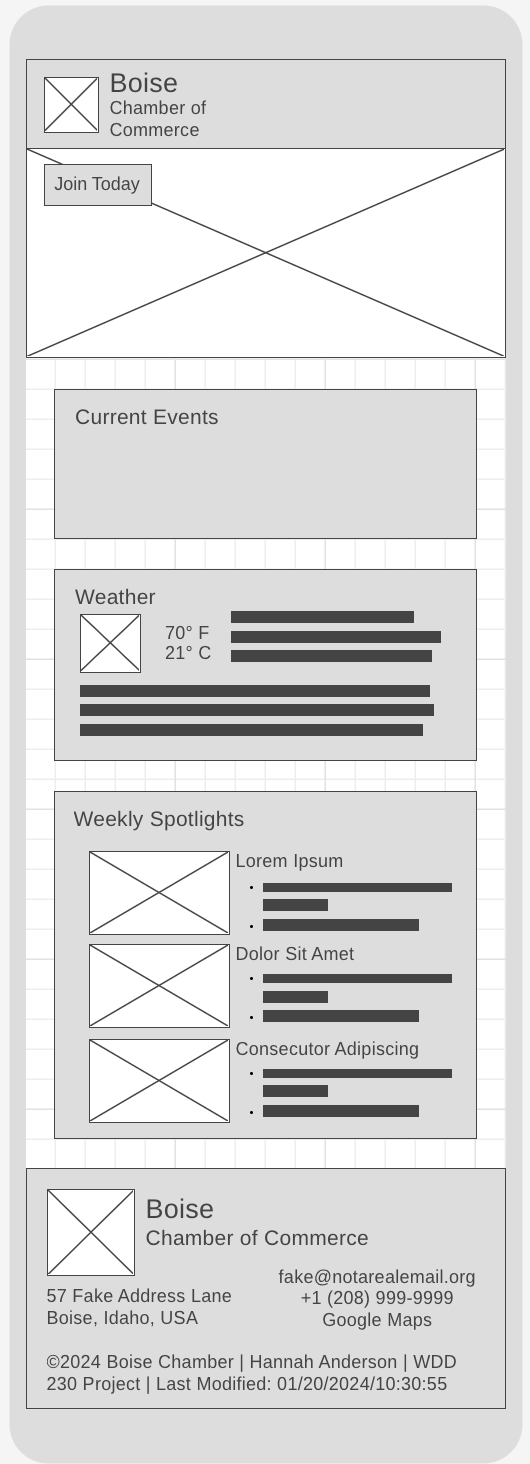 Boise
Chamber of
Commerce
Join Today
Current Events
Weather
70° F
21° C
Weekly Spotlights
Lorem Ipsum
Dolor Sit Amet
Consecutor Adipiscing
Boise
Chamber of Commerce
57 Fake Address Lane
Boise, Idaho, USA
fake@notarealemail.org
+1 (208) 999-9999
Google Maps
©2024 Boise Chamber | Hannah Anderson | WDD
230 Project | Last Modified: 01/20/2024/10:30:55